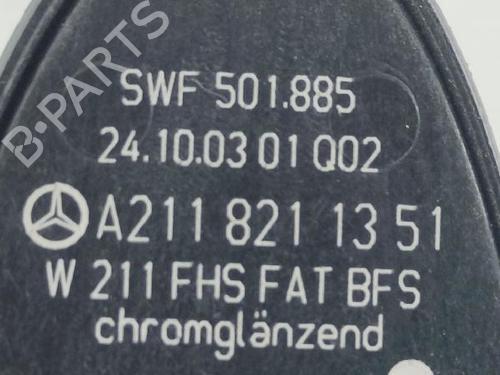 B-PARTS
SWF 501.885
24.10.03 01 Q02
A211 821 13 51
W 211 FHS FAT BFS
chromglänzend